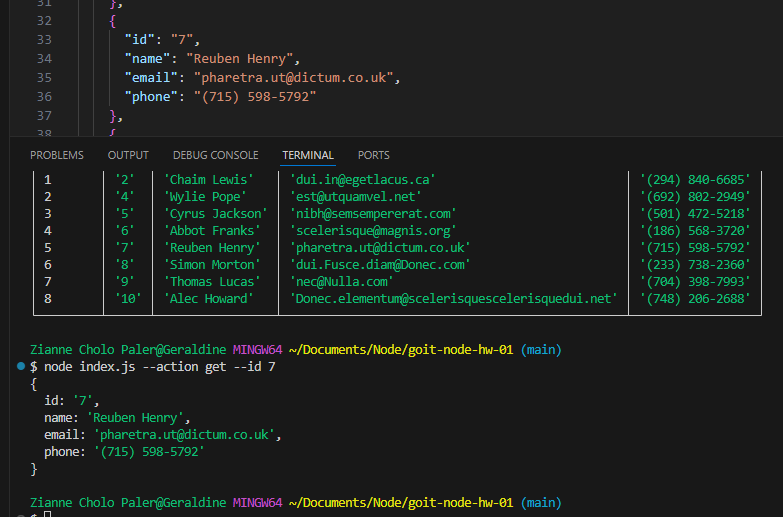 31 },
32 {
33 "id": "7",
34 "name": "Reuben Henry",
35 "email": "pharetra.ut@dictum.co.uk",
36 "phone": "(715) 598-5792"
37 },
38 {
PROBLEMS OUTPUT DEBUG CONSOLE TERMINAL PORTS
1 '2' 'Chaim Lewis' 'dui.in@egetlacus.ca' '(294) 840-6685'
2 '4' 'Wylie Pope' 'est@utquamvel.net' '(692) 802-2949'
3 '5' 'Cyrus Jackson' 'nibh@semsempererat.com' '(501) 472-5218'
4 '6' 'Abbot Franks' 'scelerisque@magnis.org' '(186) 568-3720'
5 '7' 'Reuben Henry' 'pharetra.ut@dictum.co.uk' '(715) 598-5792'
6 '8' 'Simon Morton' 'dui.Fusce.diam@Donec.com' '(233) 738-2360'
7 '9' 'Thomas Lucas' 'nec@Nulla.com' '(704) 398-7993'
8 '10' 'Alec Howard' 'Donec.elementum@scelerisquescelerisquedui.net' '(748) 206-2688'
Zianne Cholo Paler@Geraldine MINGW64 ~/Documents/Node/goit-node-hw-01 (main)
$ node index.js --action get --id 7
{
id: '7',
name: 'Reuben Henry',
email: 'pharetra.ut@dictum.co.uk',
phone: '(715) 598-5792'
}
Zianne Cholo Paler@Geraldine MINGW64 ~/Documents/Node/goit-node-hw-01 (main)
$